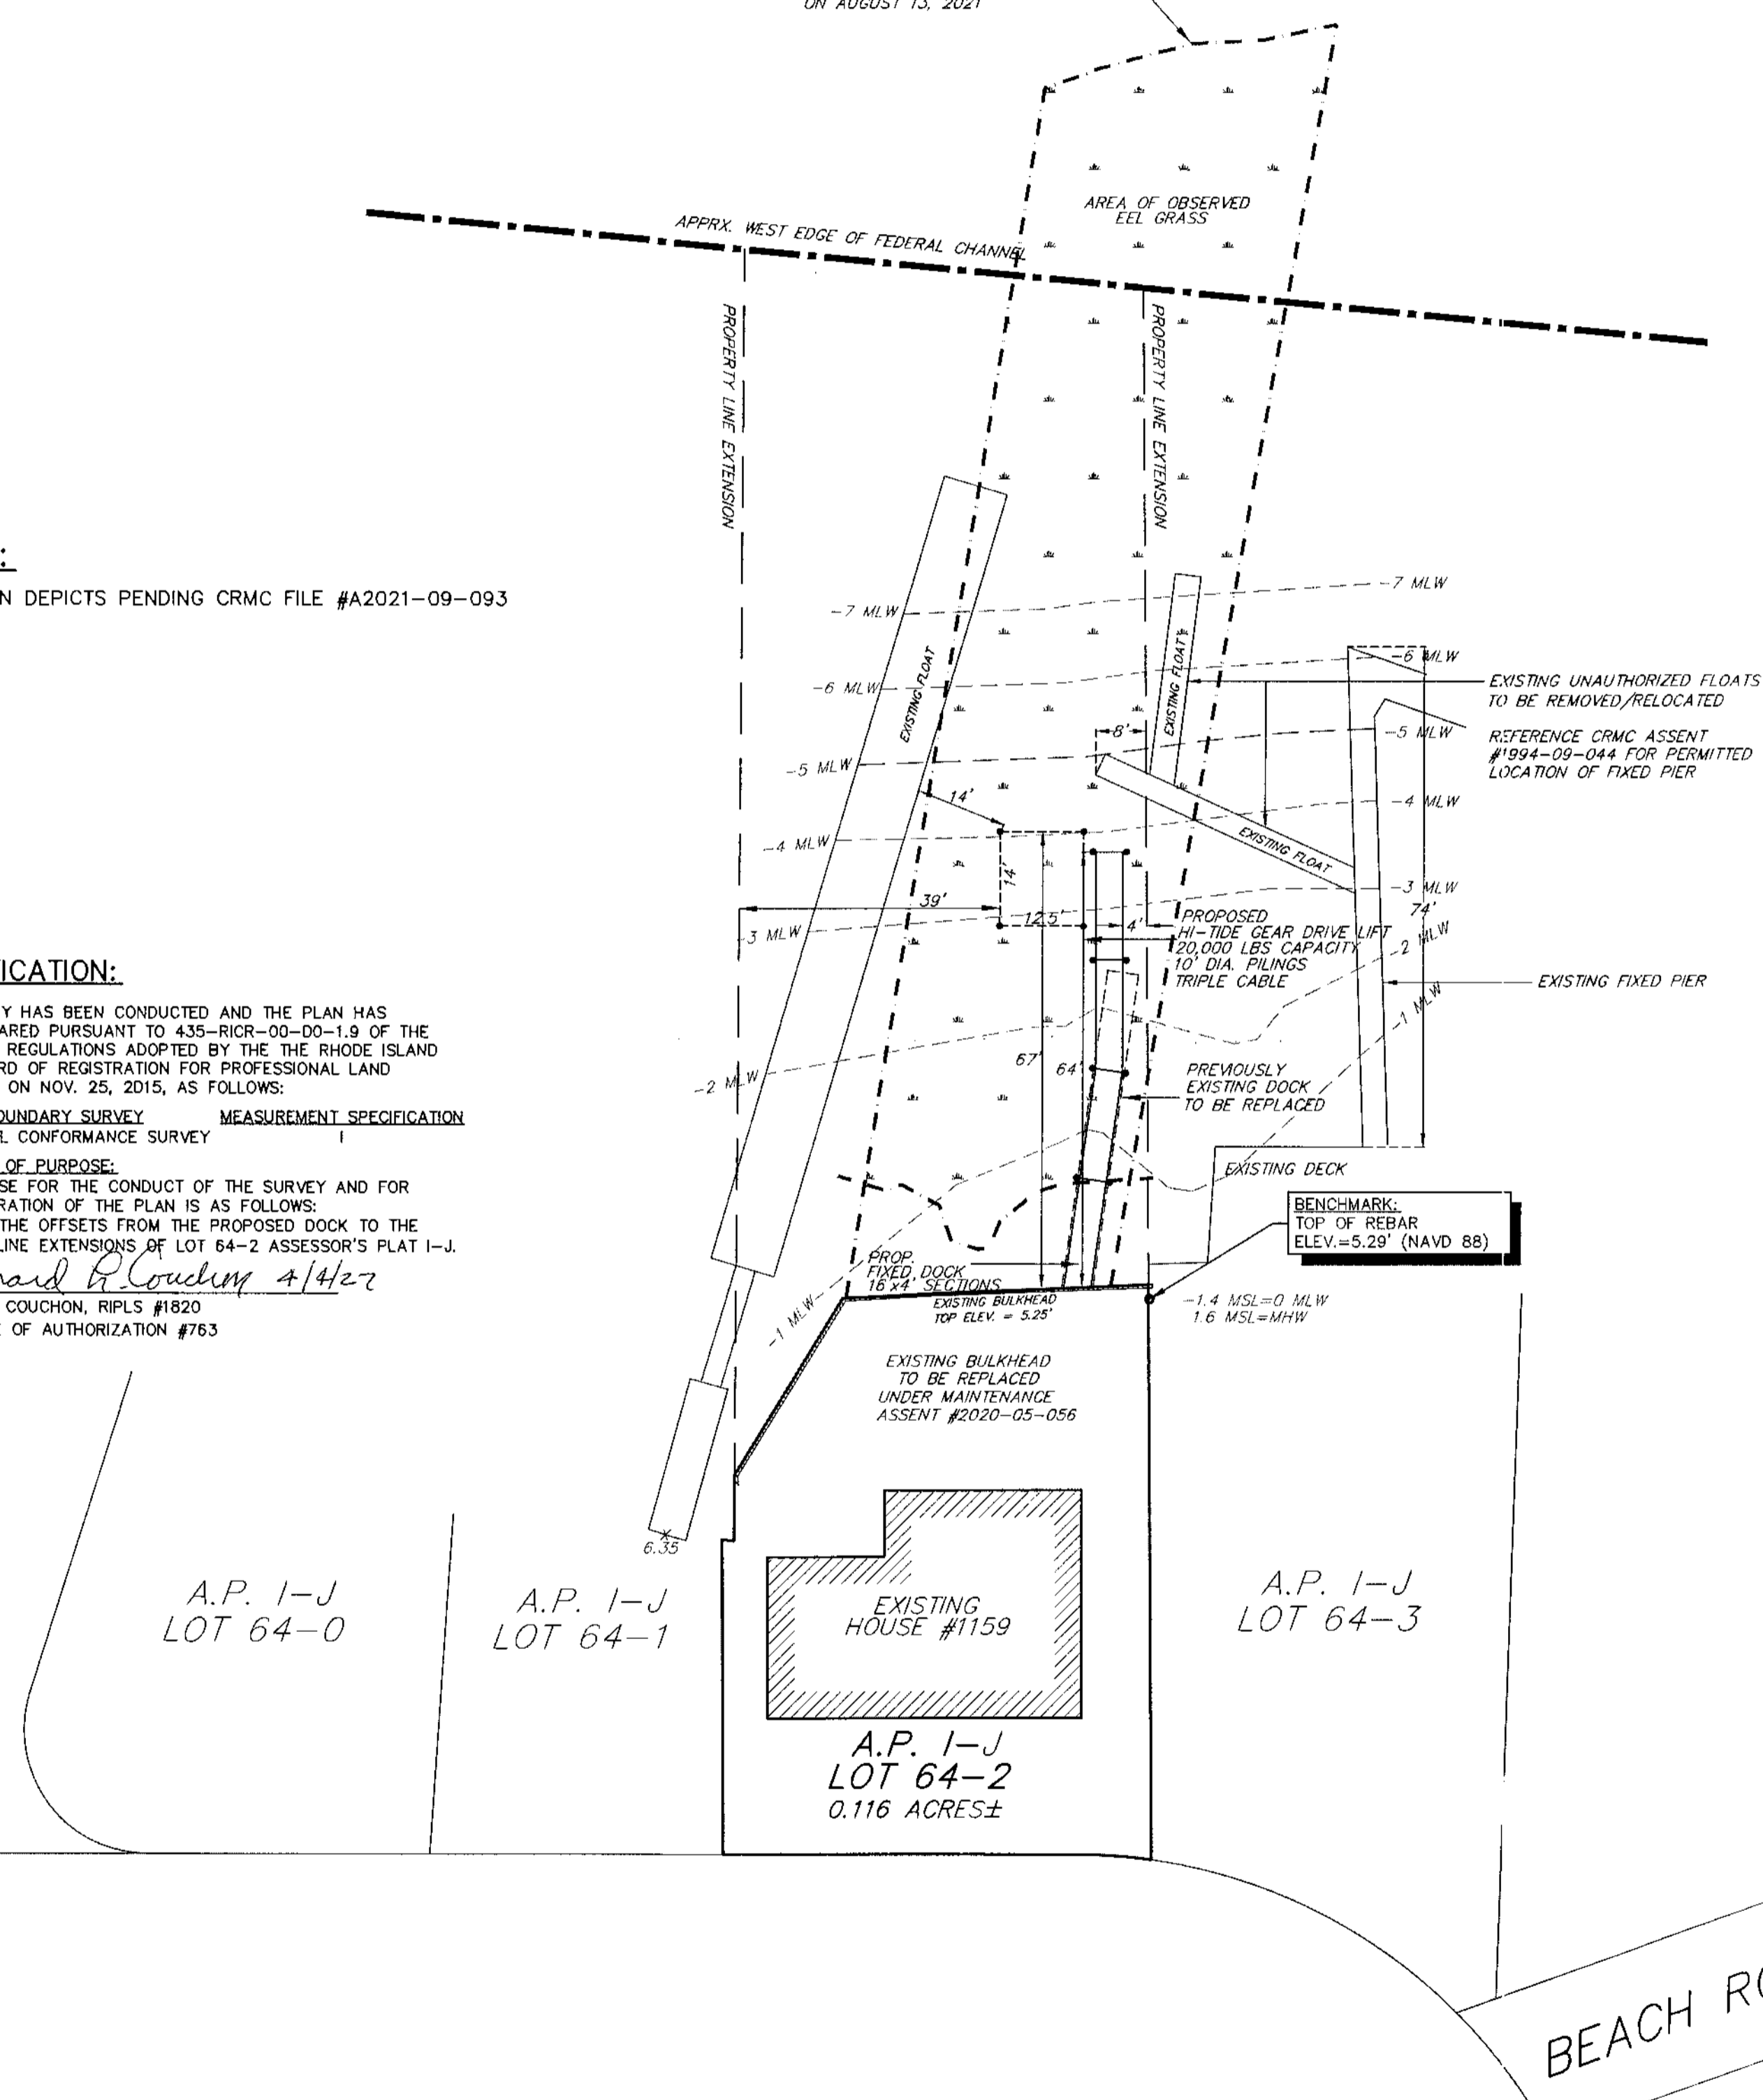 ON AUGUST 13, 2021
AREA OF OBSERVED
EEL GRASS
APPRX. WEST EDGE OF FEDERAL CHANNEL
PROPERTY LINE EXTENSION
PROPERTY LINE EXTENSION
:
N DEPICTS PENDING CRMC FILE #A2021-09-093
-7 MLW
-7 MLW
-6 MLW
-6 MLW
EXISTING FLOAT
EXISTING FLOAT
EXISTING UNAUTHORIZED FLOATS
TO BE REMOVED/RELOCATED
-5 MLW
-5 MLW
8'
REFERENCE CRMC ASSENT
#1994-09-044 FOR PERMITTED
LOCATION OF FIXED PIER
14'
-4 MLW
-4 MLW
EXISTING FLOAT
14'
-3 MLW
-3 MLW
39'
12.5'
4'
74'
PROPOSED
HI-TIDE GEAR DRIVE LIFT
20,000 LBS CAPACITY
10' DIA. PILINGS
TRIPLE CABLE
-2 MLW
EXISTING FIXED PIER
-1 MLW
ICATION:
Y HAS BEEN CONDUCTED AND THE PLAN HAS
ARED PURSUANT TO 435-RICR-00-D0-1.9 OF THE
REGULATIONS ADOPTED BY THE THE RHODE ISLAND
RD OF REGISTRATION FOR PROFESSIONAL LAND
ON NOV. 25, 2D15, AS FOLLOWS:
OUNDARY SURVEY MEASUREMENT SPECIFICATION
L CONFORMANCE SURVEY I
OF PURPOSE:
SE FOR THE CONDUCT OF THE SURVEY AND FOR
RATION OF THE PLAN IS AS FOLLOWS:
THE OFFSETS FROM THE PROPOSED DOCK TO THE
LINE EXTENSIONS OF LOT 64-2 ASSESSOR'S PLAT I-J.
ard R. Couchon 4/4/22
COUCHON, RIPLS #1820
OF AUTHORIZATION #763
-2 MLW
67'
64'
PREVIOUSLY
EXISTING DOCK
TO BE REPLACED
EXISTING DECK
BENCHMARK:
TOP OF REBAR
ELEV.=5.29' (NAVD 88)
PROP.
FIXED DOCK
16'x4' SECTIONS
EXISTING BULKHEAD
TOP ELEV. = 5.25'
-1.4 MSL=0 MLW
1.6 MSL=MHW
-1 MLW
EXISTING BULKHEAD
TO BE REPLACED
UNDER MAINTENANCE
ASSENT #2020-05-056
6.35
A.P. I-J
LOT 64-0
A.P. I-J
LOT 64-1
EXISTING
HOUSE #1159
A.P. I-J
LOT 64-3
A.P. I-J
LOT 64-2
0.116 ACRES±
BEACH RO